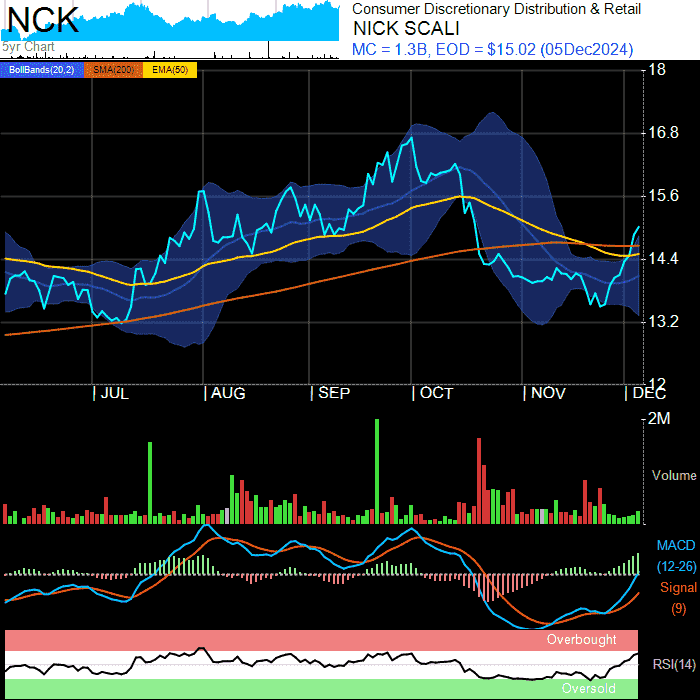 NCK
5yr Chart
Consumer Discretionary Distribution & Retail
NICK SCALI
MC = 1.3B, EOD = $15.02 (05Dec2024)
BollBands(20,2) SMA(200) EMA(50)
18
16.8
15.6
14.4
13.2
12
JUL AUG SEP OCT NOV DEC
2M
Volume
MACD
(12-26)
Signal
(9)
Overbought
RSI(14)
Oversold